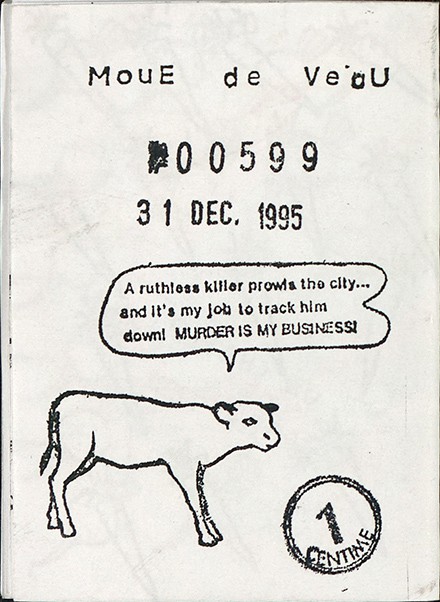 MouE de VeaU
00599
31 DEC. 1995
A ruthless killer prowls the city...
and it's my job to track him
down! MURDER IS MY BUSINESS!
1
CENTIME